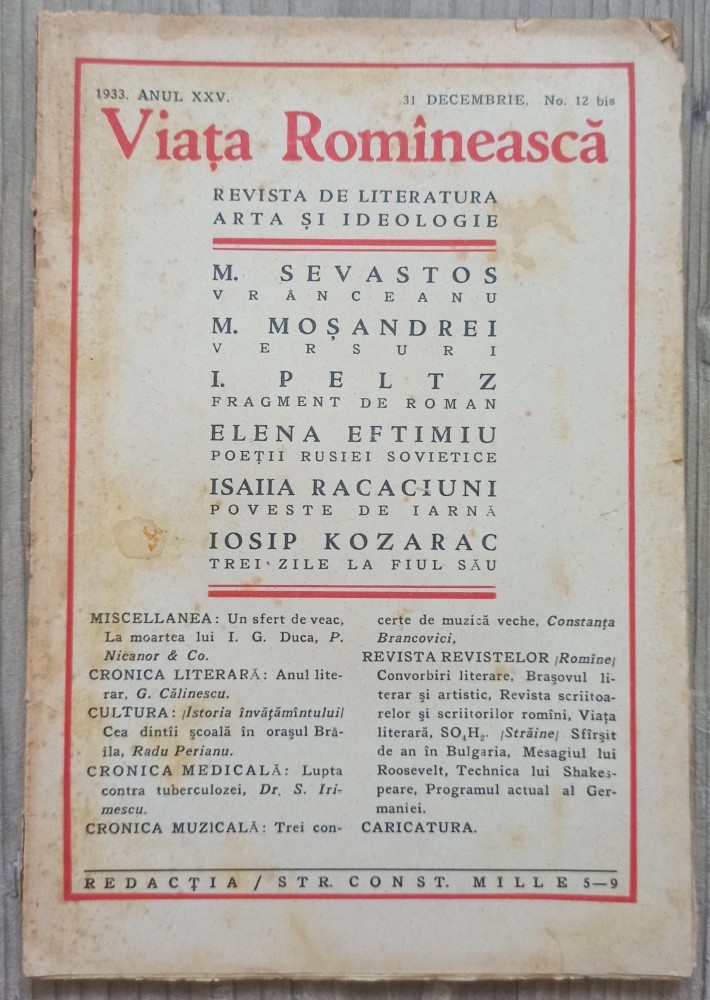 1933. ANUL XXV.
31 DECEMBRIE, No. 12 bis
Viața Romînească
REVISTA DE LITERATURA
ARTA ȘI IDEOLOGIE
M. SEVASTOS
VRÂNCEANU
M. MOȘANDREI
VERSURI
I. PELTZ
FRAGMENT DE ROMAN
ELENA EFTIMIU
POEȚII RUSIEI SOVIETICE
ISAIIA RACACIUNI
POVESTE DE IARNĂ
IOSIP KOZARAC
TREI ZILE LA FIUL SĂU
MISCELLANEA: Un sfert de veac,
La moartea lui I. G. Duca, P.
Nicanor & Co.
CRONICA LITERARĂ: Anul lite-
rar, G. Călinescu.
CULTURA: /Istoria învățămîntului/
Cea dintîi școală în orașul Bră-
ila, Radu Perianu.
CRONICA MEDICALĂ: Lupta
contra tuberculozei, Dr. S. Iri-
mescu.
CRONICA MUZICALĂ: Trei con-
certe de muzică veche, Constanța
Brancovici,
REVISTA REVISTELOR /Romîne/
Convorbiri literare, Brașovul li-
terar și artistic, Revista scriitoa-
relor și scriitorilor romîni, Viața
literară, SO₄H₂. /Străine/ Sfîrșit
de an în Bulgaria, Mesagiul lui
Roosevelt, Technica lui Shakes-
peare, Programul actual al Ger-
maniei.
CARICATURA.
REDACȚIA / STR. CONST. MILLE 5—9